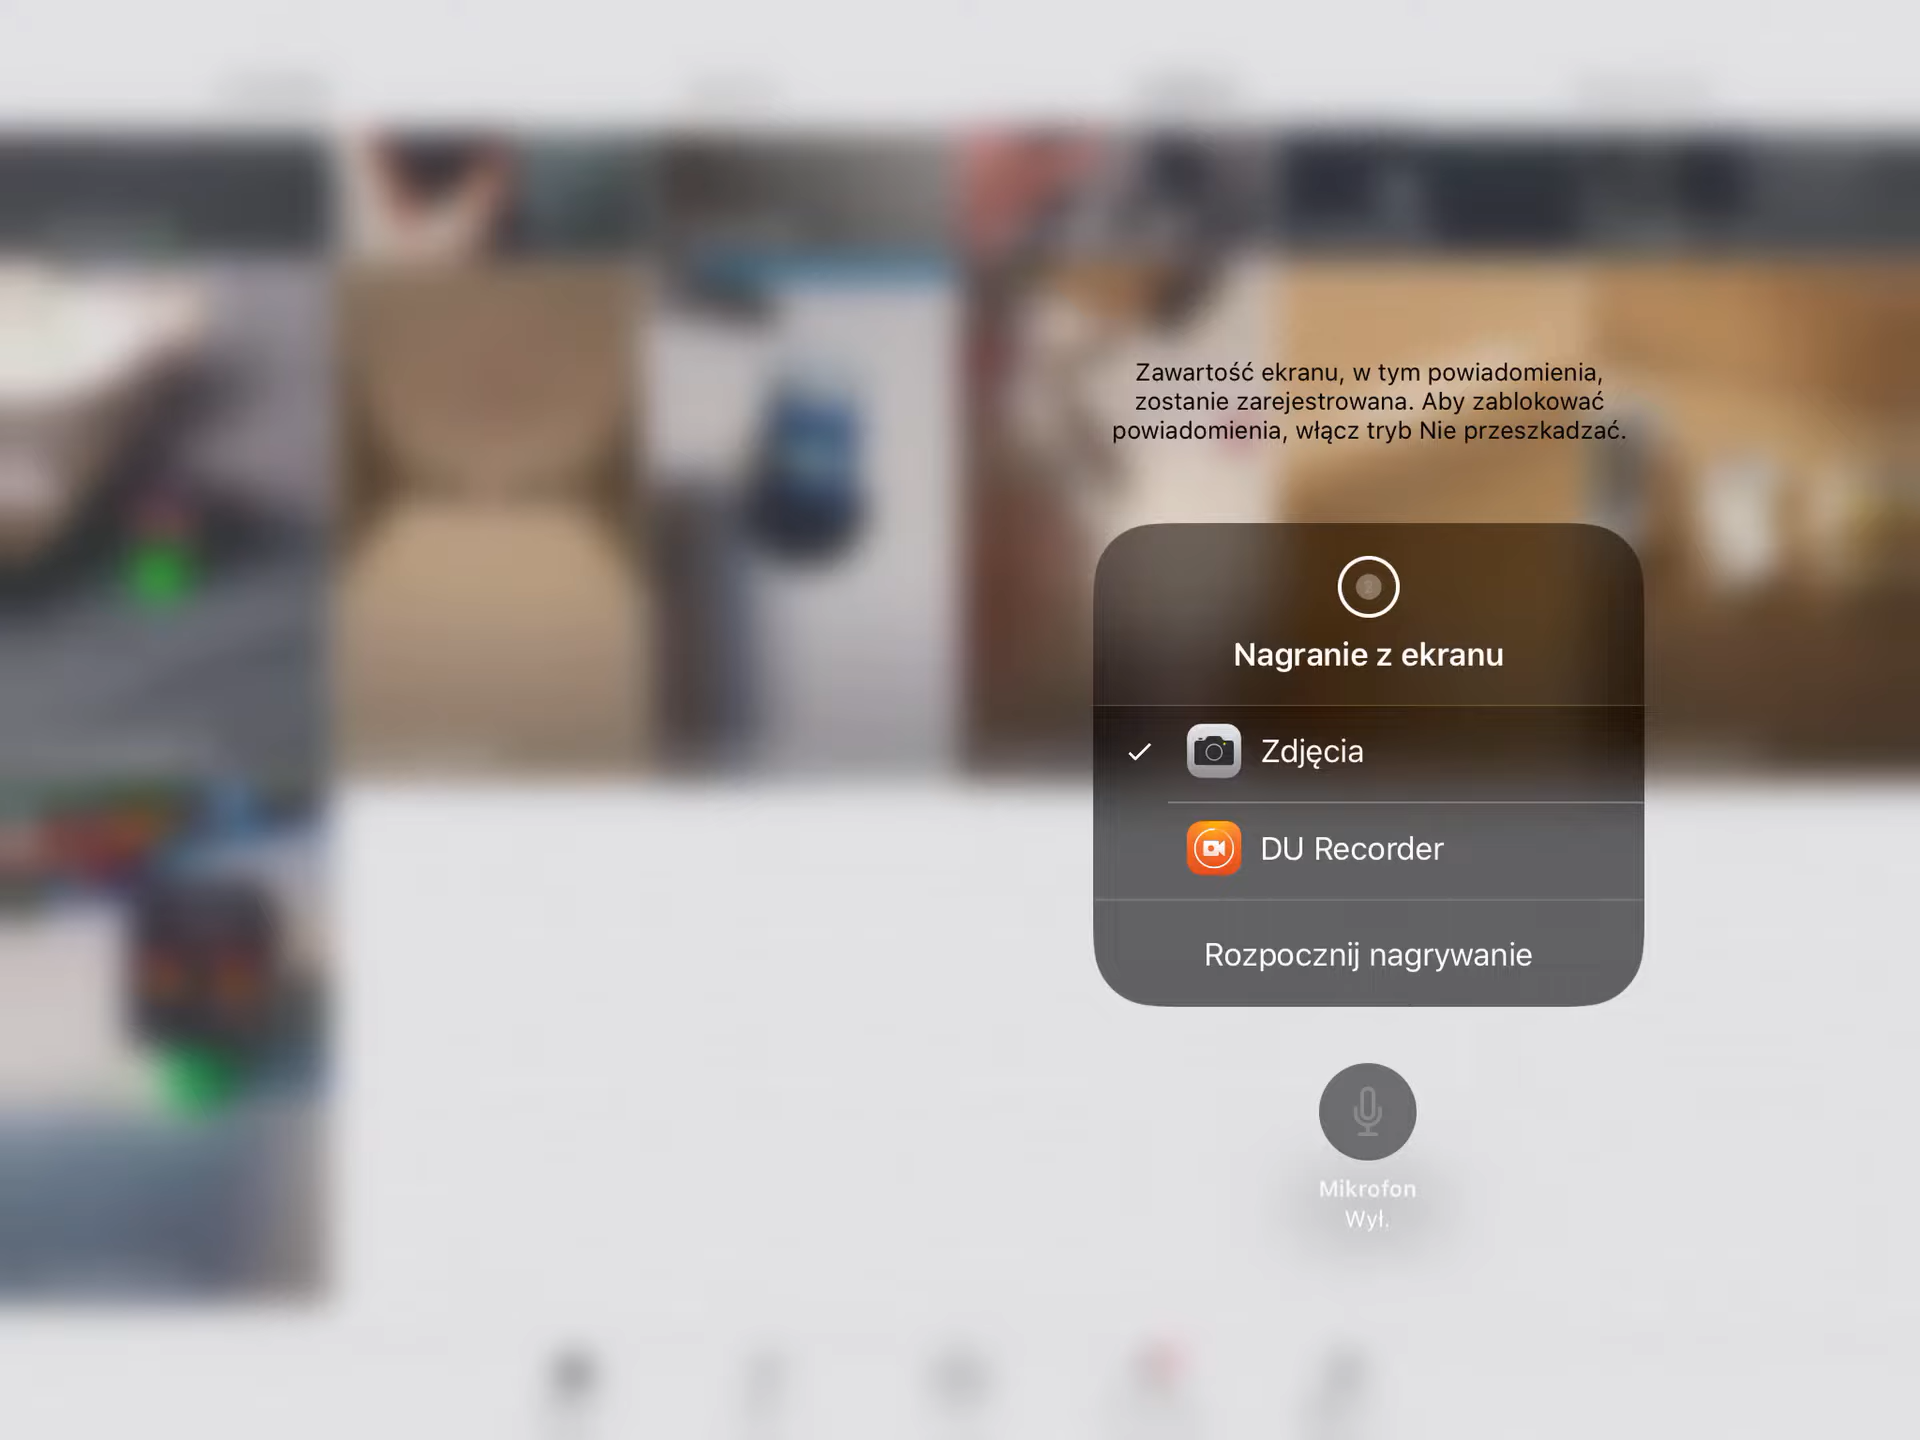 Zawartość ekranu, w tym powiadomienia,
zostanie zarejestrowana. Aby zablokować
powiadomienia, włącz tryb Nie przeszkadzać.
Nagranie z ekranu
Zdjęcia
DU Recorder
Rozpocznij nagrywanie
Mikrofon
Wył.